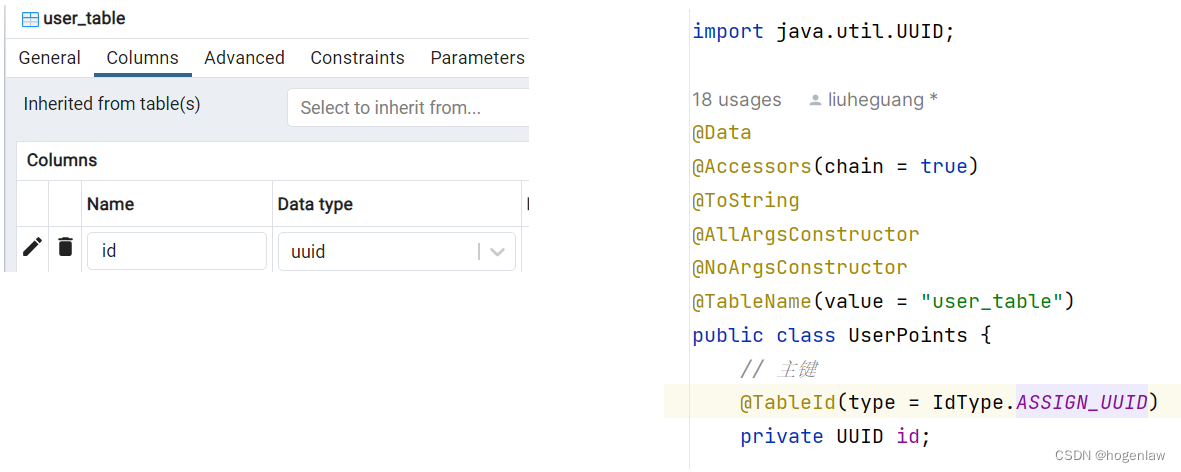 user_table
General Columns Advanced Constraints Parameters
Inherited from table(s) Select to inherit from...
Columns
Name Data type
id uuid
import java.util.UUID;
18 usages liuheguang *
@Data
@Accessors(chain = true)
@ToString
@AllArgsConstructor
@NoArgsConstructor
@TableName(value = "user_table")
public class UserPoints {
// 主键
@TableId(type = IdType.ASSIGN_UUID)
private UUID id;
CSDN @hogenlaw